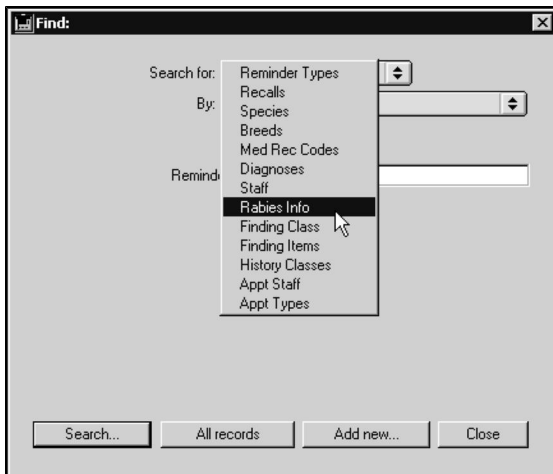 Find:
Search for:
Reminder Types
Recalls
By:
Species
Breeds
Med Rec Codes
Diagnoses
Staff
Rabies Info
Finding Class
Finding Items
History Classes
Appt Staff
Appt Types
Search...
All records
Add new...
Close